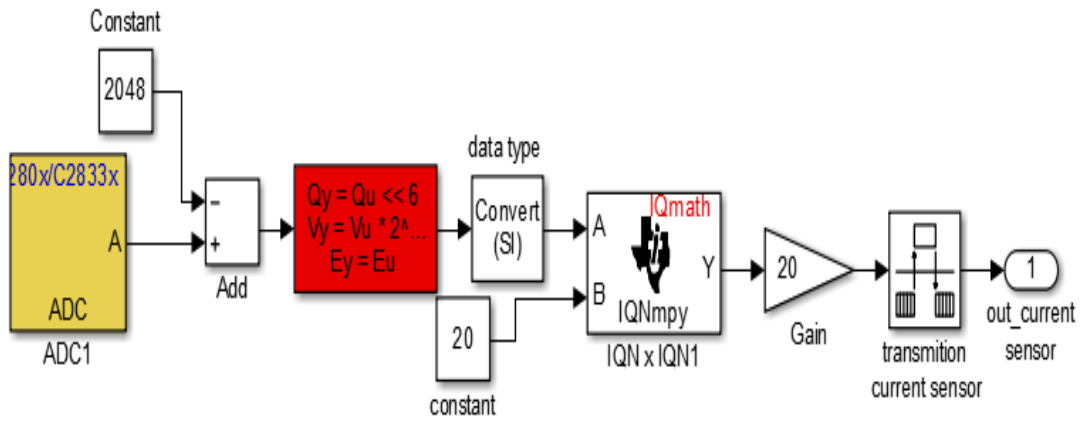 Constant
2048
280x/C2833x
A
ADC
ADC1
−
+
Add
Qy = Qu << 6
Vy = Vu * 2^...
Ey = Eu
data type
Convert
(SI)
20
constant
A
B
IQmath
Y
IQNmpy
IQN x IQN1
20
Gain
transmition
current sensor
1
out_current
sensor